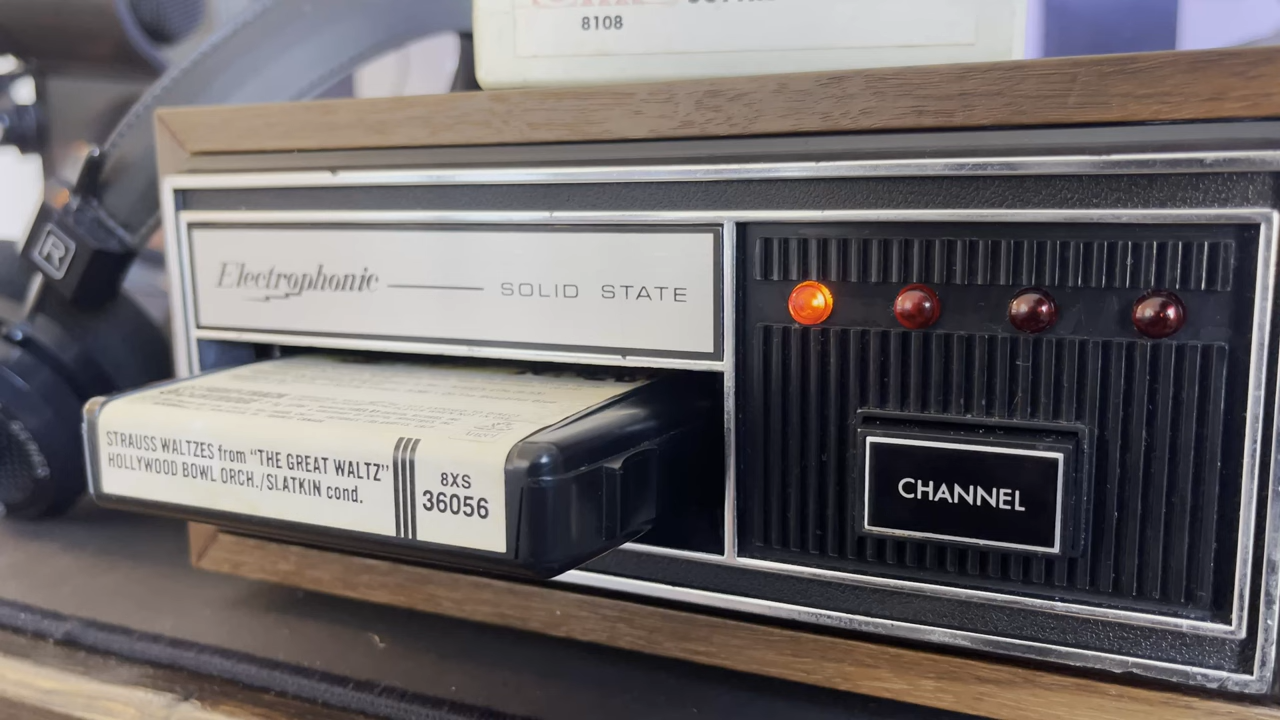 8108
R
Electrophonic
SOLID STATE
STRAUSS WALTZES from "THE GREAT WALTZ"
HOLLYWOOD BOWL ORCH./SLATKIN cond.
8XS
36056
CHANNEL